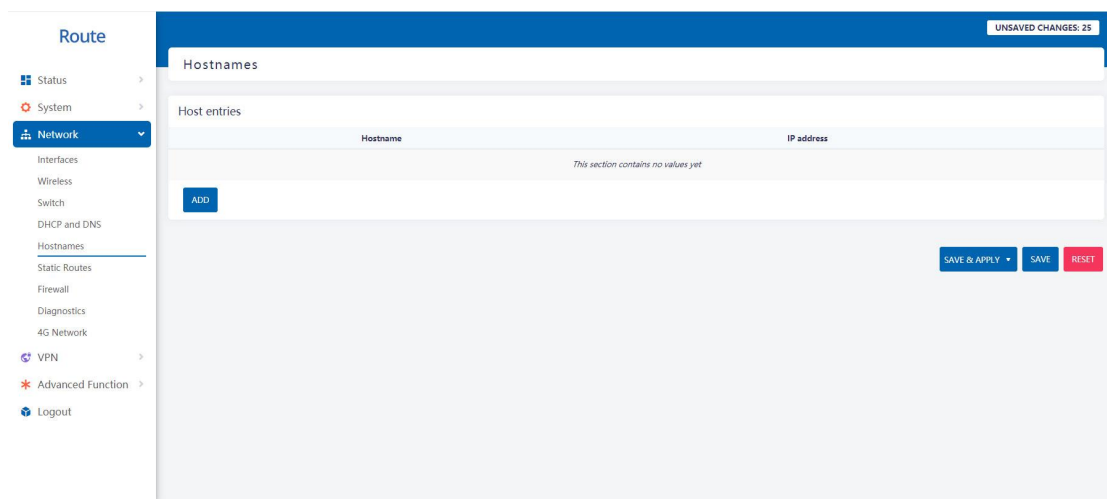 Route
UNSAVED CHANGES: 25
Hostnames
Status
System
Network
Interfaces
Wireless
Switch
DHCP and DNS
Hostnames
Static Routes
Firewall
Diagnostics
4G Network
VPN
Advanced Function
Logout
Host entries
Hostname IP address
This section contains no values yet
ADD
SAVE & APPLY SAVE RESET